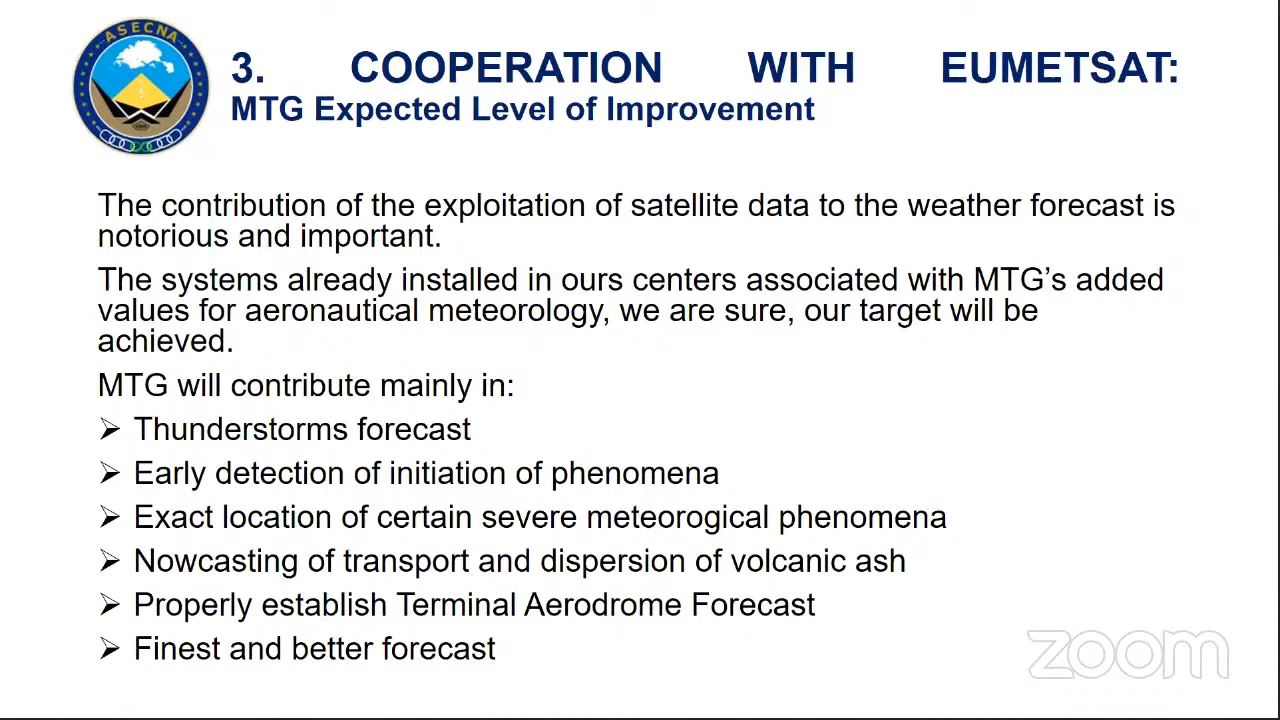 ASECNA
3. COOPERATION WITH EUMETSAT:
MTG Expected Level of Improvement
The contribution of the exploitation of satellite data to the weather forecast is
notorious and important.
The systems already installed in ours centers associated with MTG’s added
values for aeronautical meteorology, we are sure, our target will be
achieved.
MTG will contribute mainly in:
➢ Thunderstorms forecast
➢ Early detection of initiation of phenomena
➢ Exact location of certain severe meteorogical phenomena
➢ Nowcasting of transport and dispersion of volcanic ash
➢ Properly establish Terminal Aerodrome Forecast
➢ Finest and better forecast
zoom